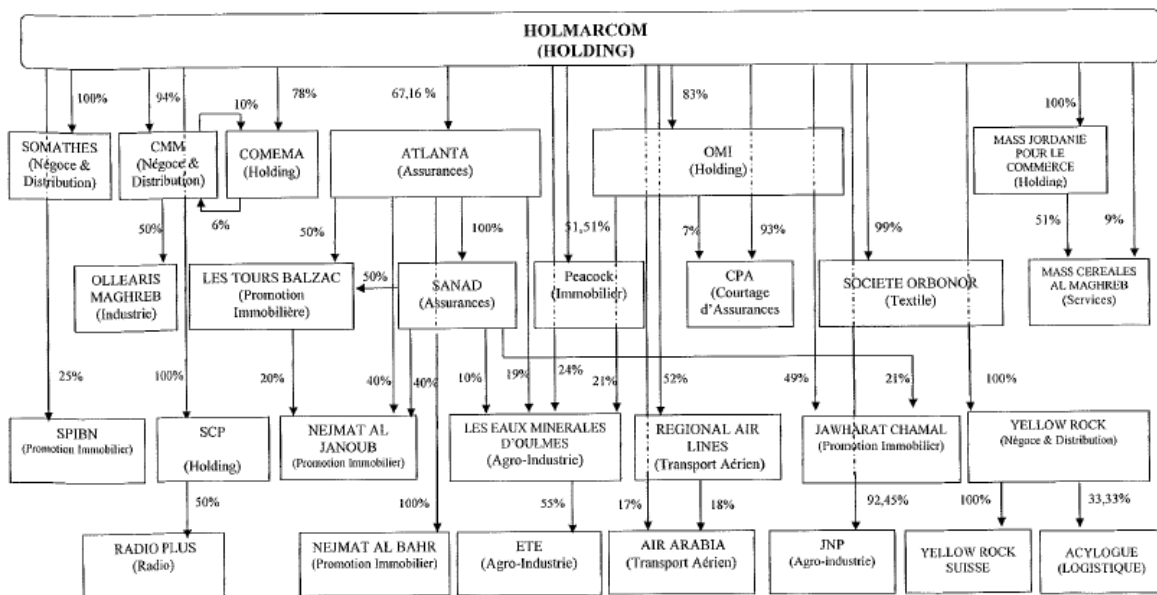 HOLMARCOM
(HOLDING)
100%
94%
10%
78%
67,16 %
83%
100%
SOMATHES
(Négoce &
Distribution)
CMM
(Négoce &
Distribution)
COMEMA
(Holding)
ATLANTA
(Assurances)
OMI
(Holding)
MASS JORDANIE
POUR LE
COMMERCE
(Holding)
50%
6%
50%
100%
51,51%
7%
93%
99%
51%
9%
OLLEARIS
MAGHREB
(Industrie)
LES TOURS BALZAC
(Promotion
Immobilière)
50%
SANAD
(Assurances)
Peacock
(Immobilier)
CPA
(Courtage
d'Assurances
SOCIETE ORBONOR
(Textile)
MASS CEREALES
AL MAGHREB
(Services)
25%
100%
20%
40%
40%
10%
19%
24%
21%
52%
49%
21%
100%
SPIBN
(Promotion Immobilier)
SCP
(Holding)
NEJMAT AL
JANOUB
(Promotion Immobilier)
LES EAUX MINERALES
D'OULMES
(Agro-Industrie)
REGIONAL AIR
LINES
(Transport Aérien)
JAWHARAT CHAMAL
(Promotion Immobilier)
YELLOW ROCK
(Négoce & Distribution)
50%
100%
55%
17%
18%
92,45%
100%
33,33%
RADIO PLUS
(Radio)
NEJMAT AL BAHR
(Promotion Immobilier)
ETE
(Agro-Industrie)
AIR ARABIA
(Transport Aérien)
JNP
(Agro-industrie)
YELLOW ROCK
SUISSE
ACYLOGUE
(LOGISTIQUE)